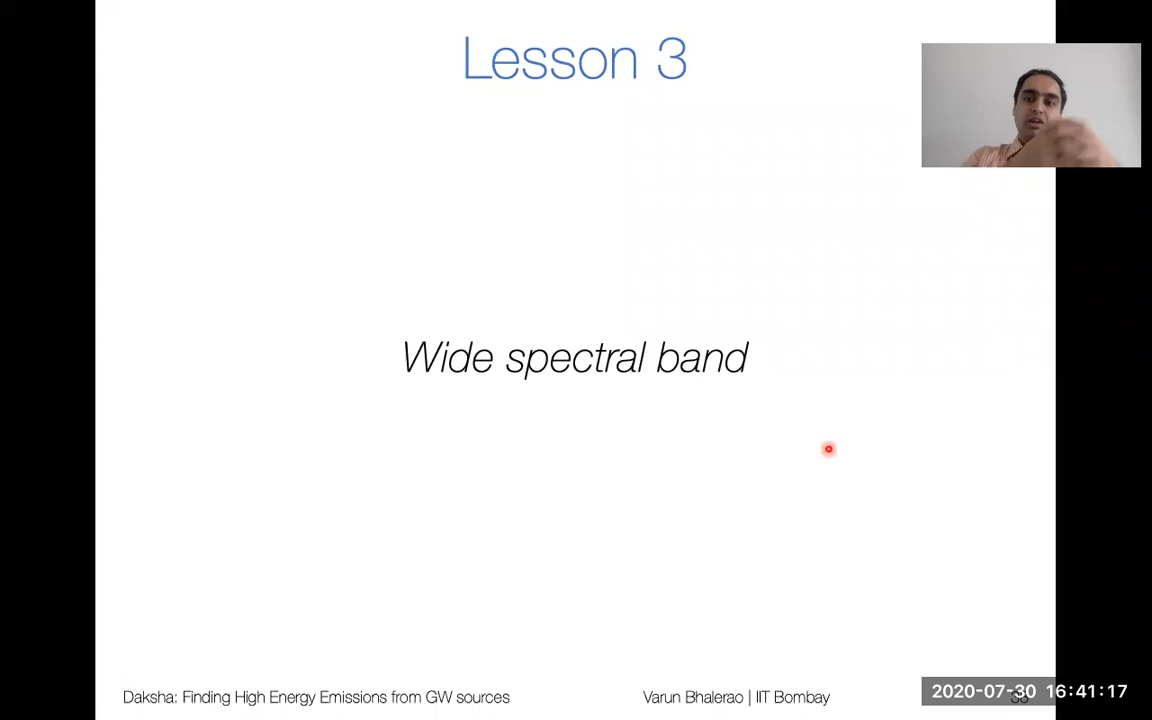 Lesson 3
Wide spectral band
Daksha: Finding High Energy Emissions from GW sources
Varun Bhalerao | IIT Bombay
2020-07-30 16:41:17